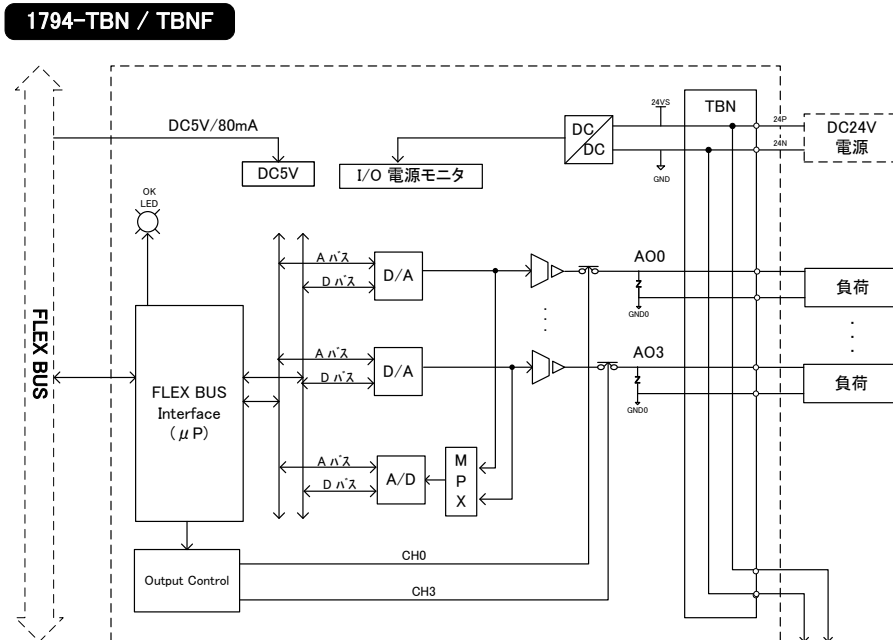 1794-TBN / TBNF
FLEX BUS
DC5V/80mA
DC5V
I/O 電源モニタ
DC
DC
24VS
GND
TBN
24P
24N
DC24V
電源
OK
LED
A バス
D バス
D/A
AO0
Z
GND0
負荷
A バス
D バス
D/A
AO3
Z
GND0
負荷
FLEX BUS
Interface
(μP)
A バス
D バス
A/D
M
P
X
Output Control
CH0
CH3